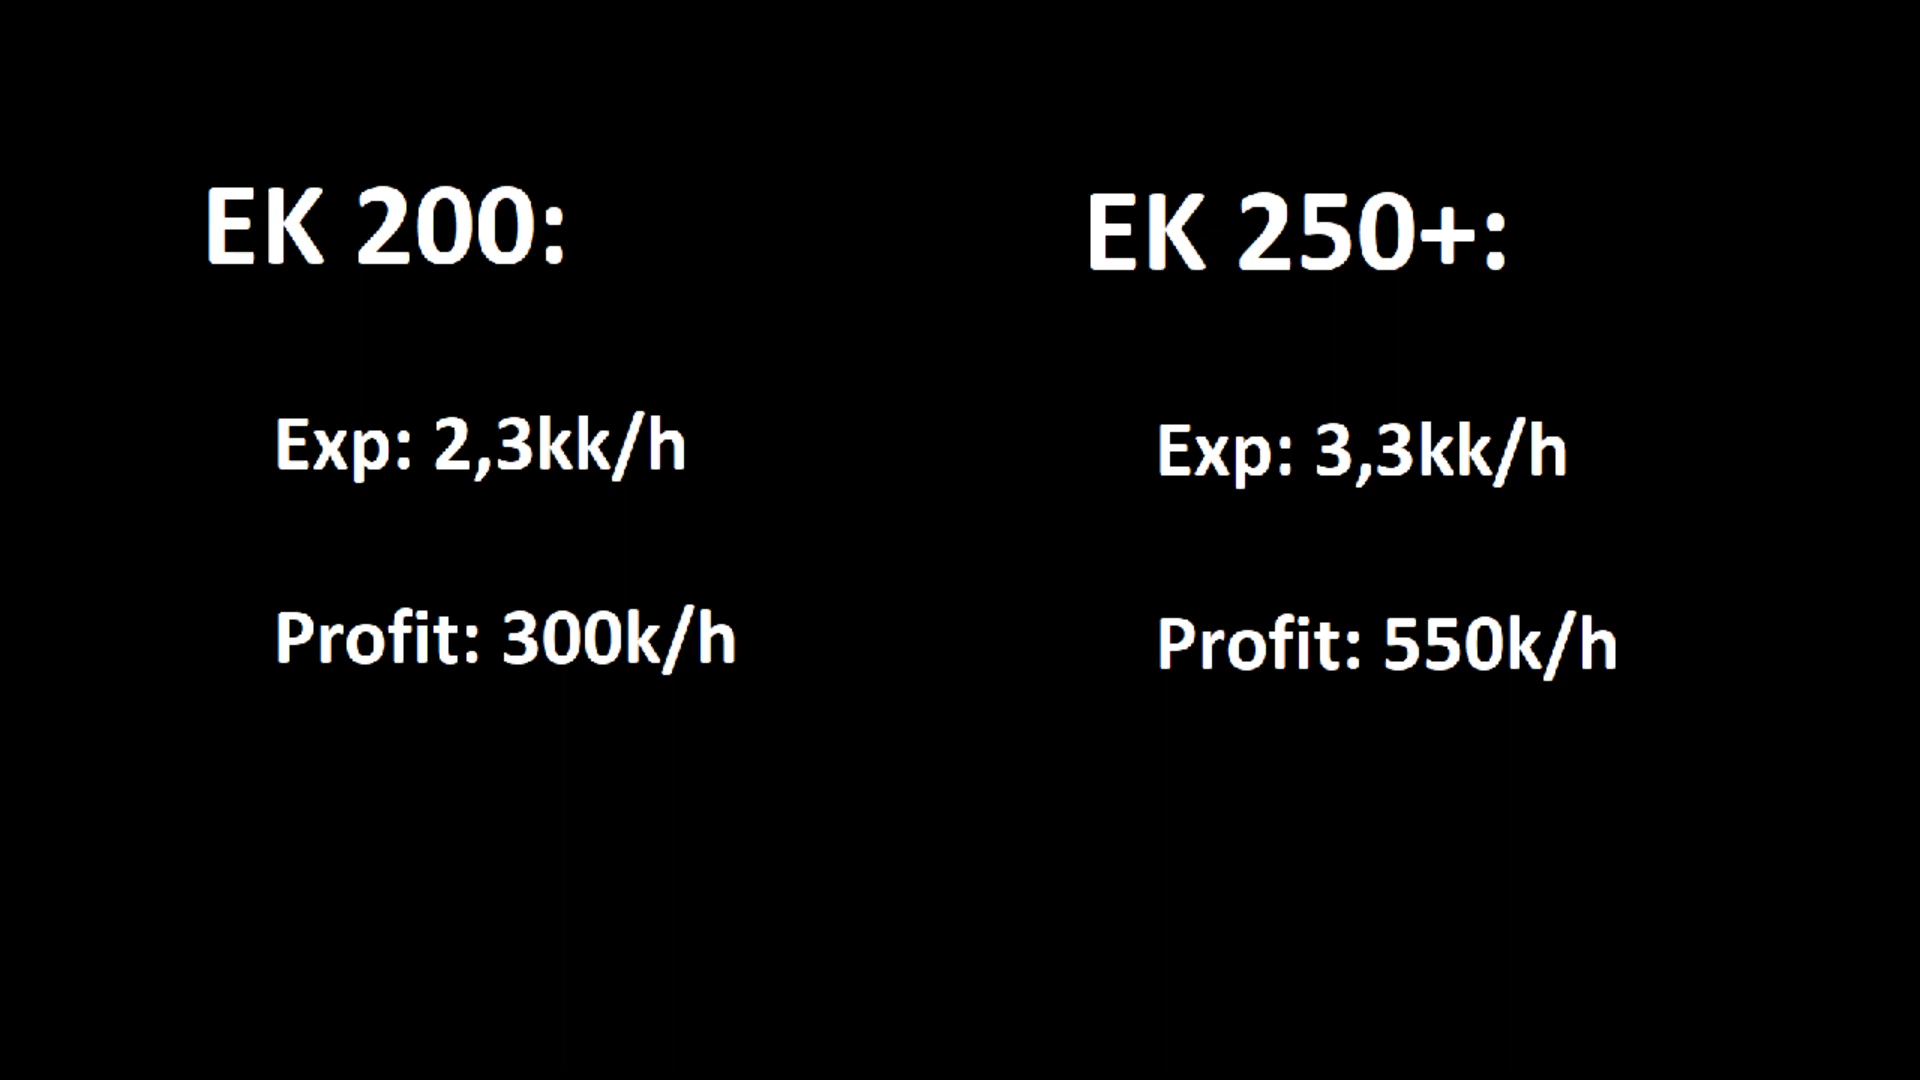 EK 200:
Exp: 2,3kk/h
Profit: 300k/h
EK 250+:
Exp: 3,3kk/h
Profit: 550k/h